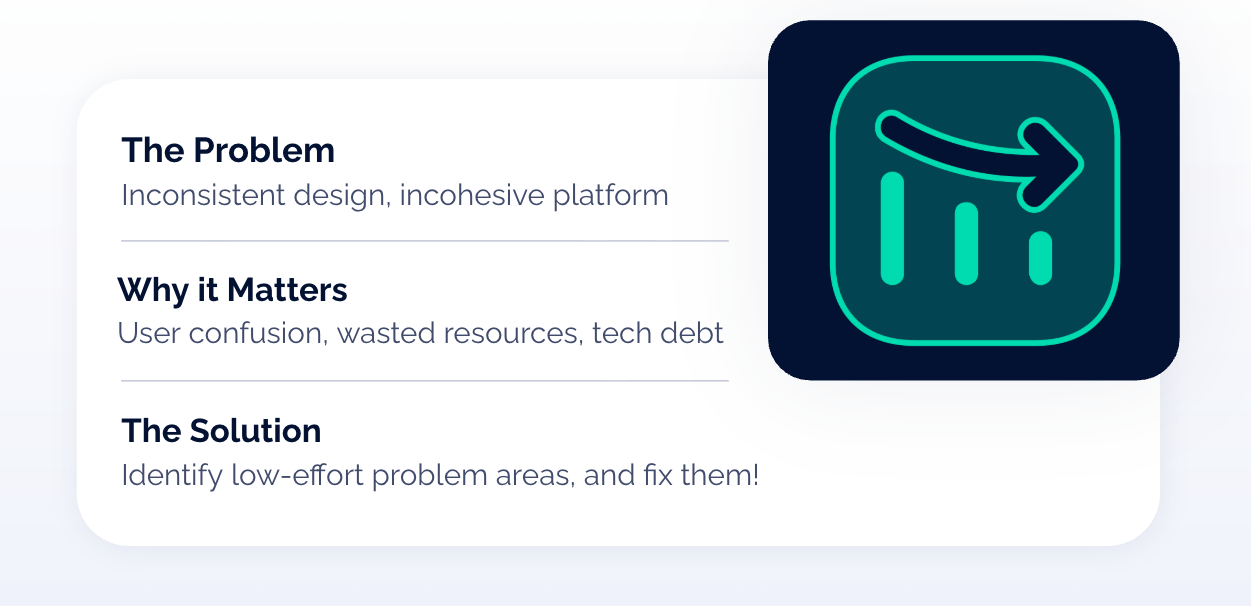 The Problem
Inconsistent design, incohesive platform
Why it Matters
User confusion, wasted resources, tech debt
The Solution
Identify low-effort problem areas, and fix them!